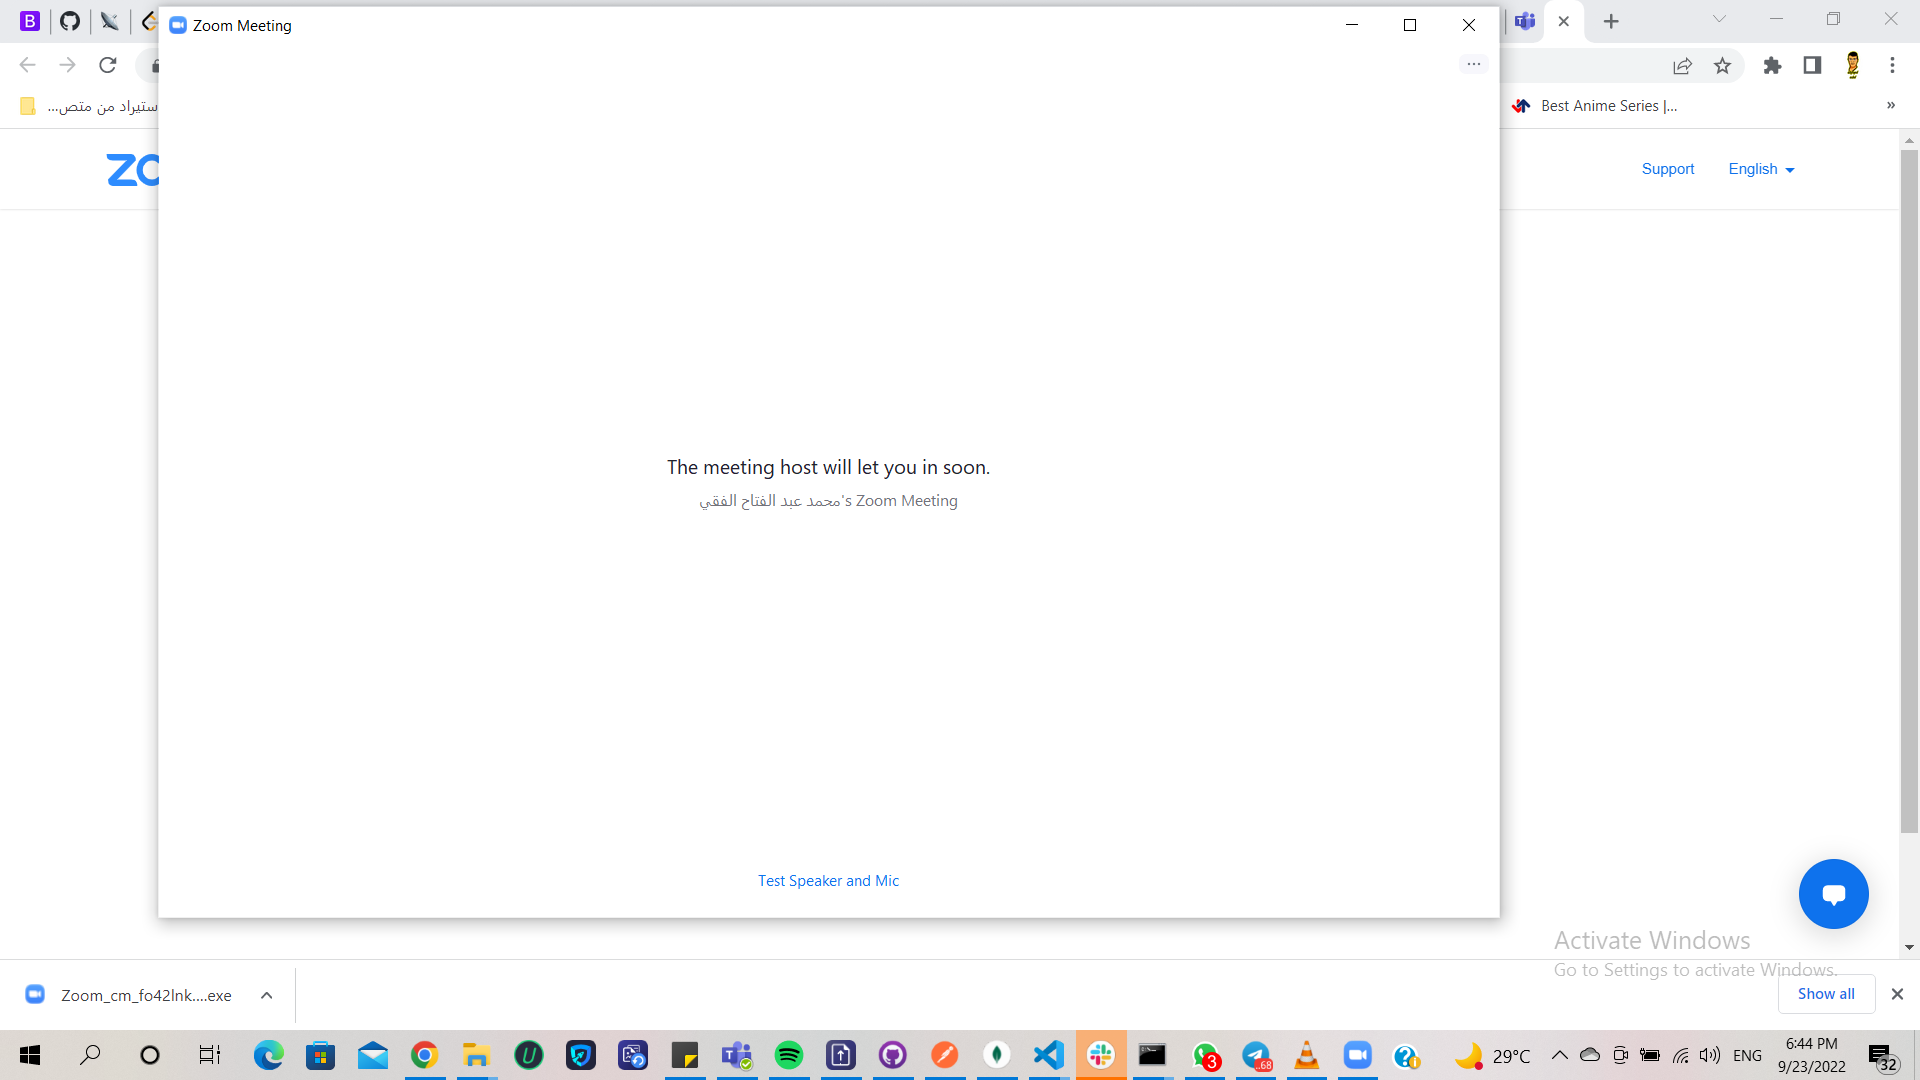 Zoom Meeting
...ستيراد من متص
Best Anime Series |...
»
zo
Support
English
The meeting host will let you in soon.
محمد عبد الفتاح الفقي's Zoom Meeting
Test Speaker and Mic
Activate Windows
Go to Settings to activate Windows.
Zoom_cm_fo42lnk....exe
Show all
3
..68
29°C
ENG
6:44 PM
9/23/2022
32